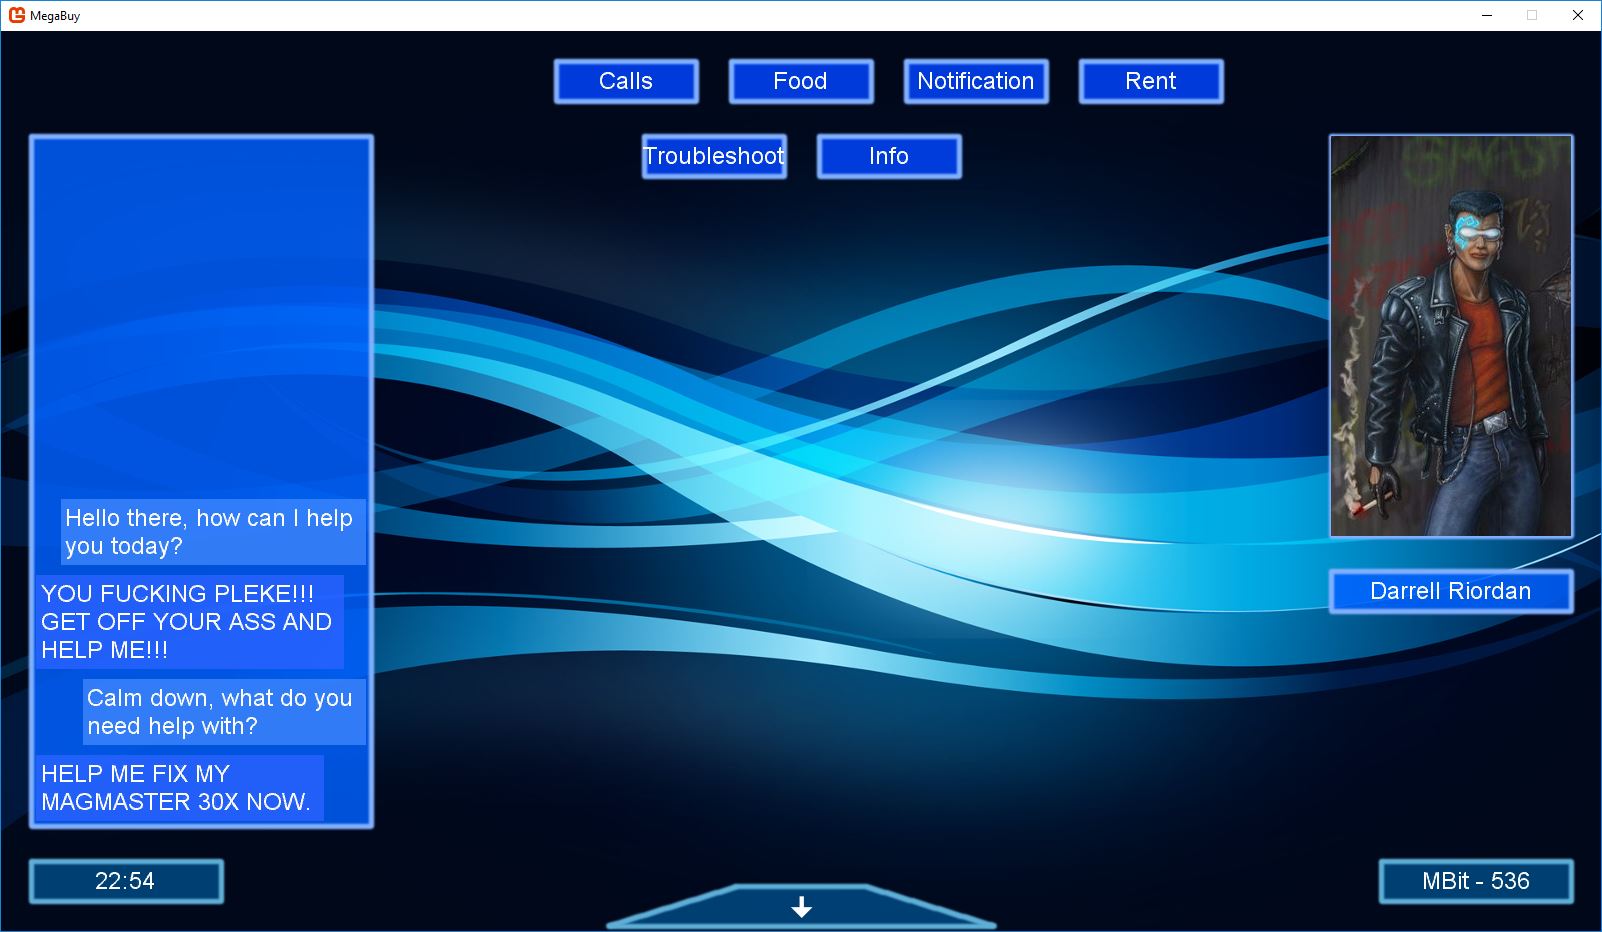 MegaBuy
Calls
Food
Notification
Rent
Troubleshoot
Info
Hello there, how can I help
you today?
YOU FUCKING PLEKE!!!
GET OFF YOUR ASS AND
HELP ME!!!
Calm down, what do you
need help with?
HELP ME FIX MY
MAGMASTER 30X NOW.
Darrell Riordan
22:54
MBit - 536